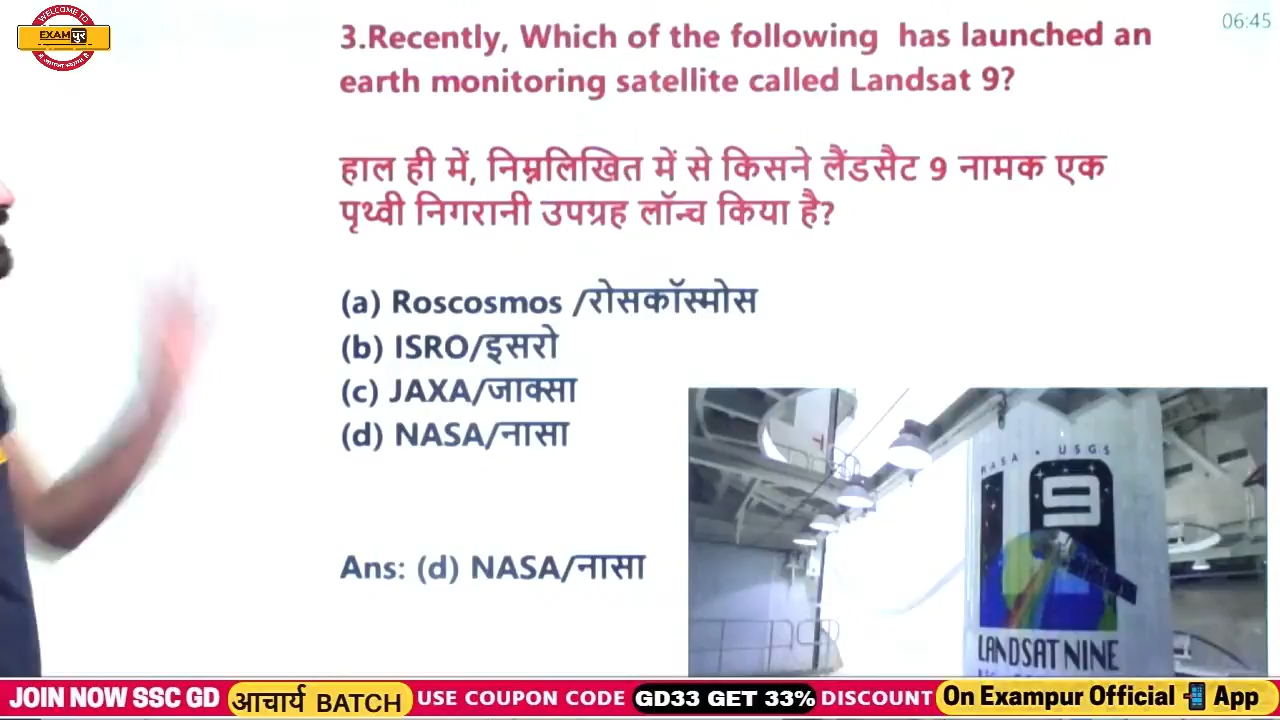 WELCOME TO
EXAMपुर
06:45
3.Recently, Which of the following has launched an
earth monitoring satellite called Landsat 9?
हाल ही में, निम्नलिखित में से किसने लैंडसैट 9 नामक एक
पृथ्वी निगरानी उपग्रह लॉन्च किया है?
(a) Roscosmos /रोसकॉस्मोस
(b) ISRO/इसरो
(c) JAXA/जाक्सा
(d) NASA/नासा
Ans: (d) NASA/नासा
NASA • USGS
9
LANDSAT NINE
JOIN NOW SSC GD आचार्य BATCH USE COUPON CODE GD33 GET 33% DISCOUNT On Exampur Official App